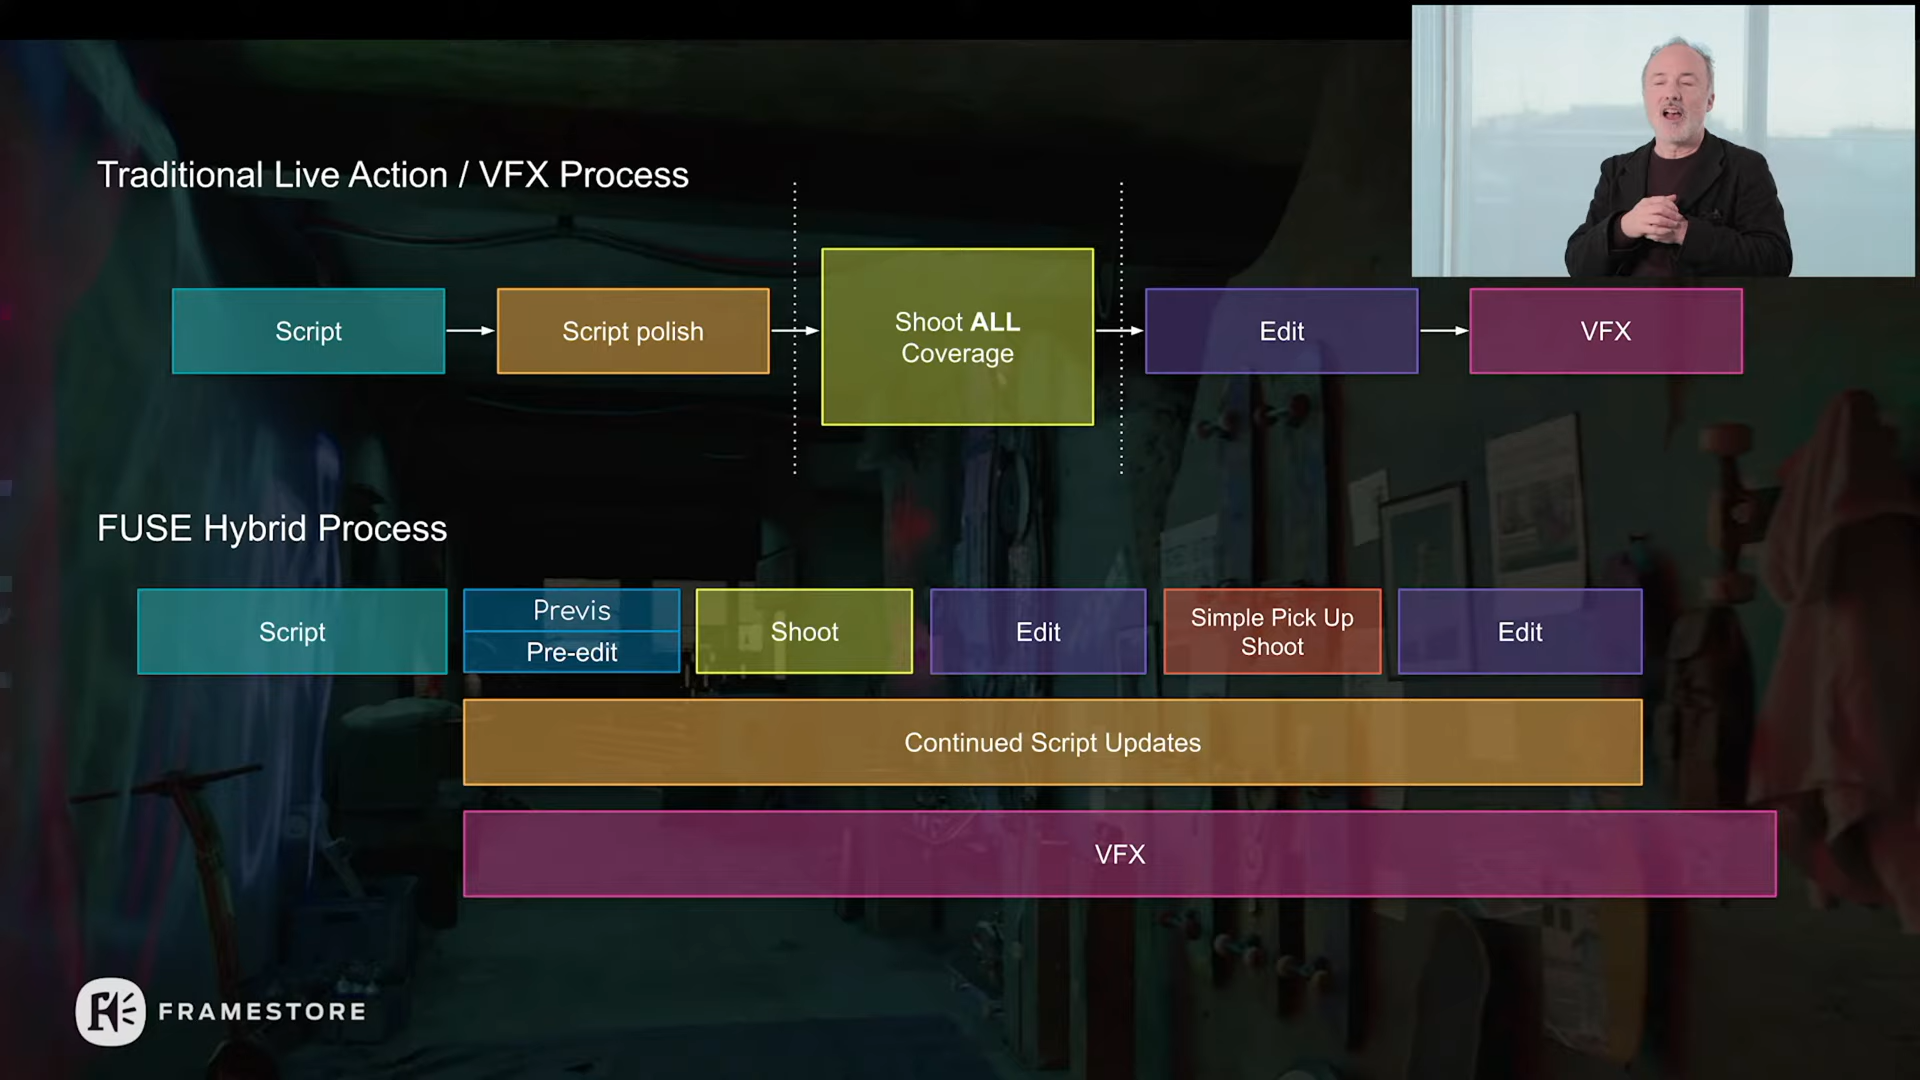 Traditional Live Action / VFX Process
Script
Script polish
Shoot ALL
Coverage
Edit
VFX
FUSE Hybrid Process
Script
Previs
Pre-edit
Shoot
Edit
Simple Pick Up
Shoot
Edit
Continued Script Updates
VFX
FRAMESTORE